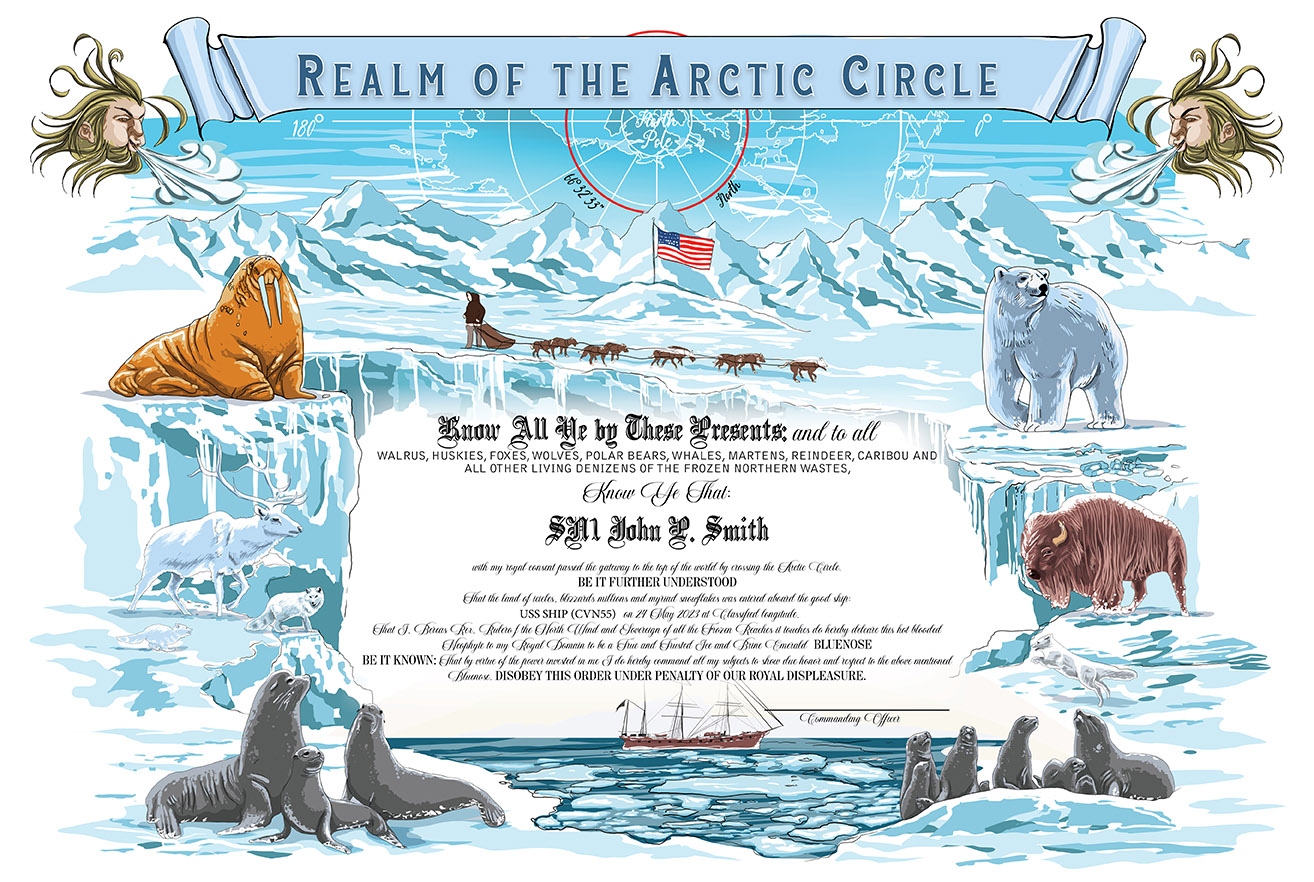 REALM OF THE ARCTIC CIRCLE
180°
0°
North
Pole
66° 32' 33"
North
Know All Ye by These Presents: and to all
WALRUS, HUSKIES, FOXES, WOLVES, POLAR BEARS, WHALES, MARTENS, REINDEER, CARIBOU AND
ALL OTHER LIVING DENIZENS OF THE FROZEN NORTHERN WASTES,
Know Ye That:
SN1 John P. Smith
with my royal consent passed the gateway to the top of the world by crossing the Arctic Circle.
BE IT FURTHER UNDERSTOOD
That the land of icicles, blizzards millions and myriad snowflakes was entered aboard the good ship:
USS SHIP (CVN55) on 27 May 2023 at Classified longitude.
That I, Boreas Rex, Rulero f the North Wind and Sovereign of all the Frozen Reaches it touches do hereby delcare this hot blooded
Neophyte to my Royal Domain to be a True and Trusted Ice and Brine Emerald BLUENOSE
BE IT KNOWN: That by virtue of the power invested in me I do hereby command all my subjects to show due honor and respect to the above mentioned
Bluenose. DISOBEY THIS ORDER UNDER PENALTY OF OUR ROYAL DISPLEASURE.
Commanding Officer